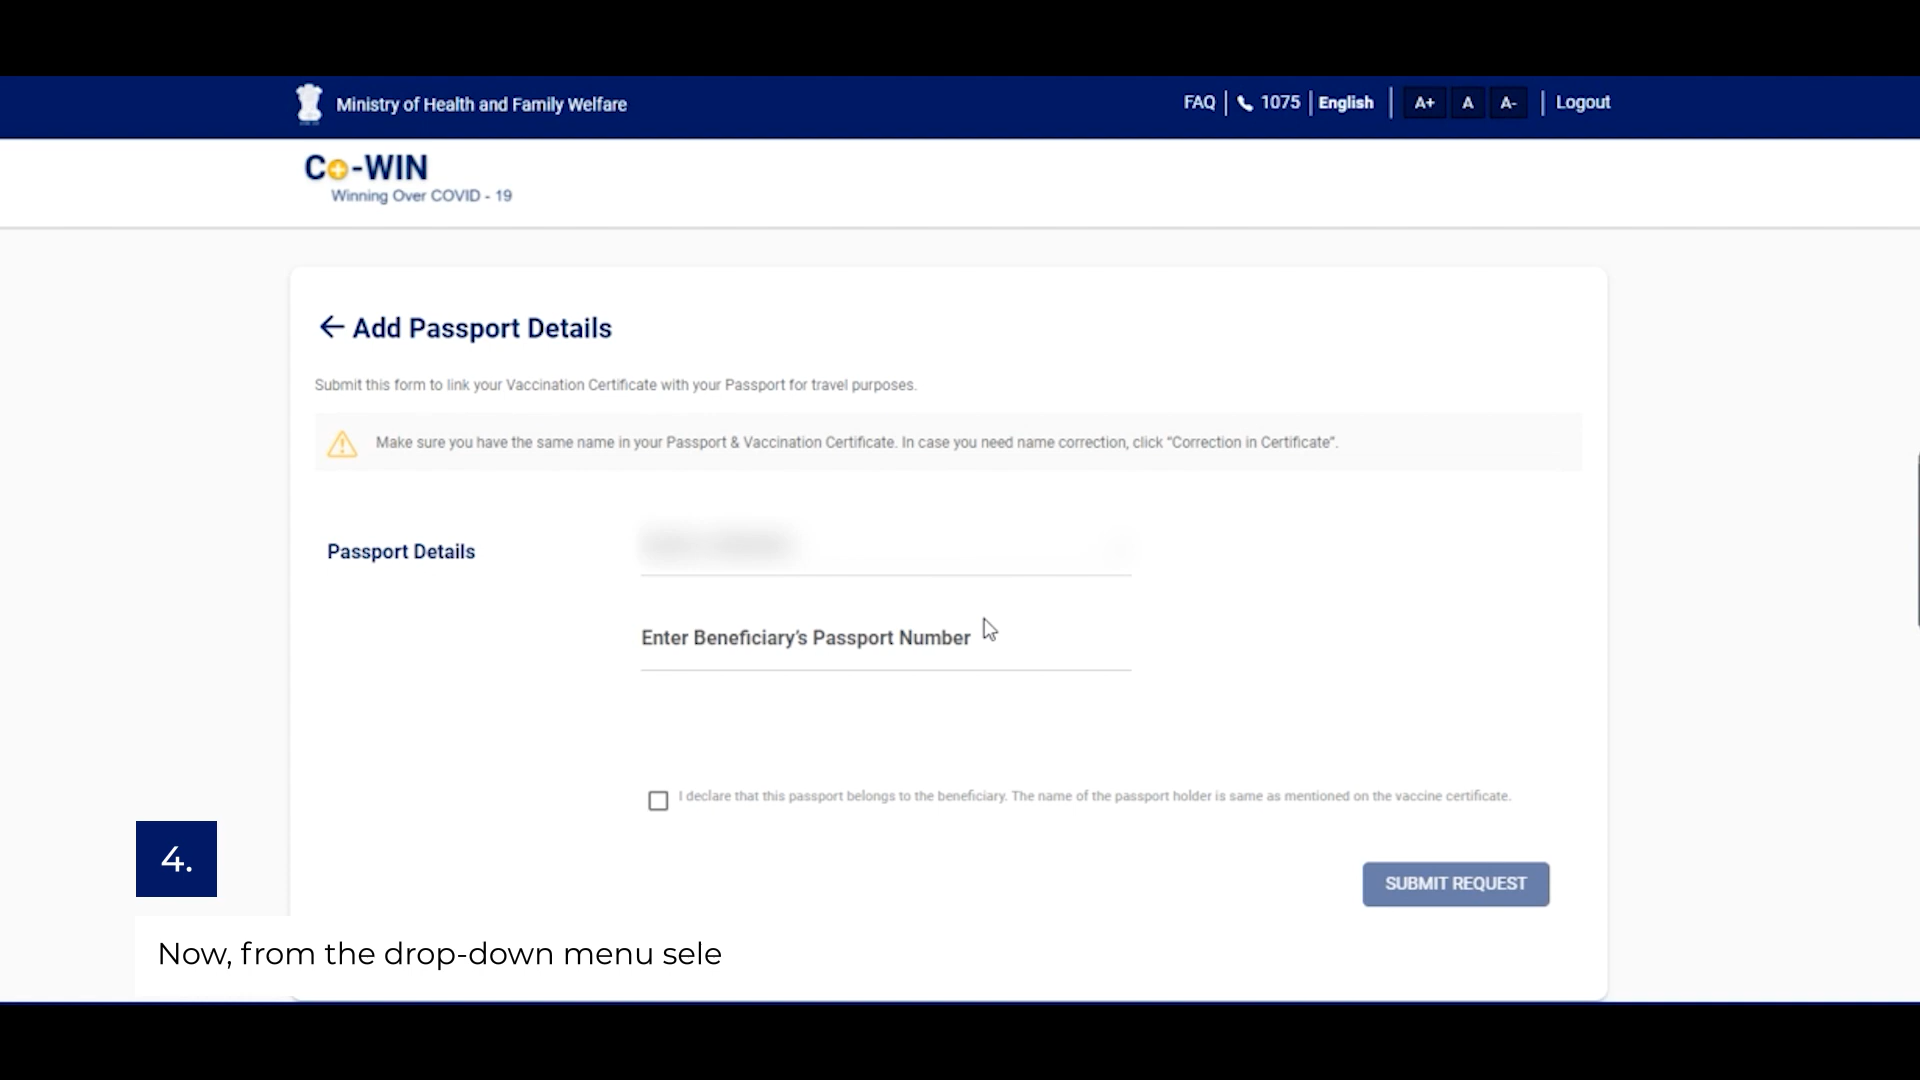 Ministry of Health and Family Welfare
FAQ 1075 English A+ A A- Logout
Co-WIN
Winning Over COVID - 19
Add Passport Details
Submit this form to link your Vaccination Certificate with your Passport for travel purposes.
Make sure you have the same name in your Passport & Vaccination Certificate. In case you need name correction, click “Correction in Certificate”.
Passport Details
Enter Beneficiary's Passport Number
I declare that this passport belongs to the beneficiary. The name of the passport holder is same as mentioned on the vaccine certificate.
SUBMIT REQUEST
4.
Now, from the drop-down menu sele